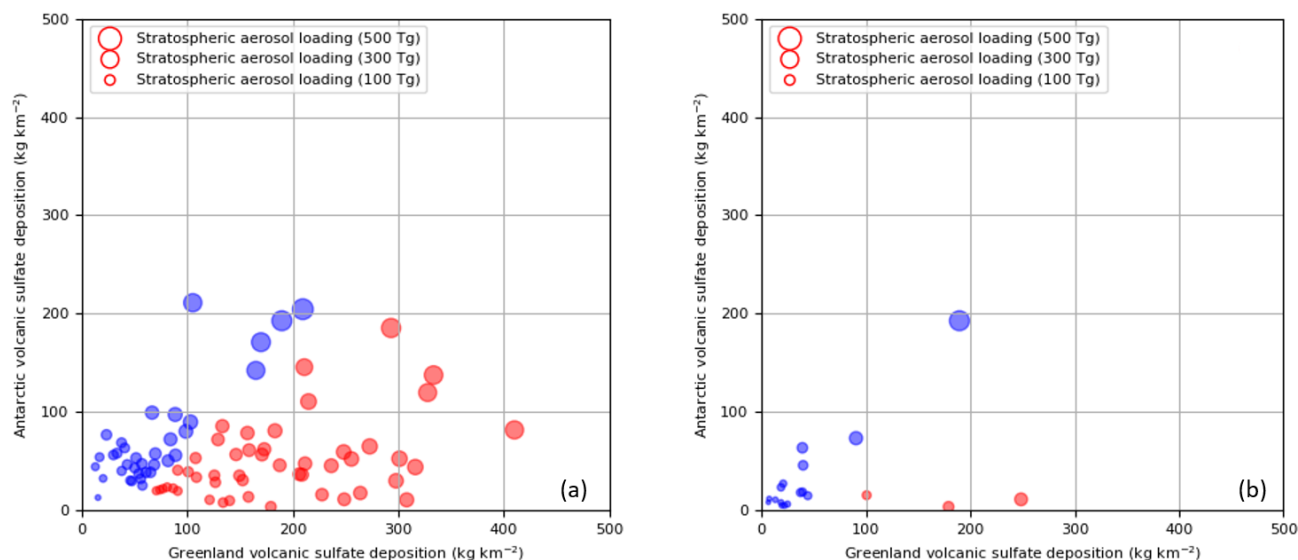 500
400
300
200
100
0
Antarctic volcanic sulfate deposition (kg km⁻²)
Stratospheric aerosol loading (500 Tg)
Stratospheric aerosol loading (300 Tg)
Stratospheric aerosol loading (100 Tg)
(a)
0 100 200 300 400 500
Greenland volcanic sulfate deposition (kg km⁻²)
500
400
300
200
100
0
Antarctic volcanic sulfate deposition (kg km⁻²)
Stratospheric aerosol loading (500 Tg)
Stratospheric aerosol loading (300 Tg)
Stratospheric aerosol loading (100 Tg)
(b)
0 100 200 300 400 500
Greenland volcanic sulfate deposition (kg km⁻²)